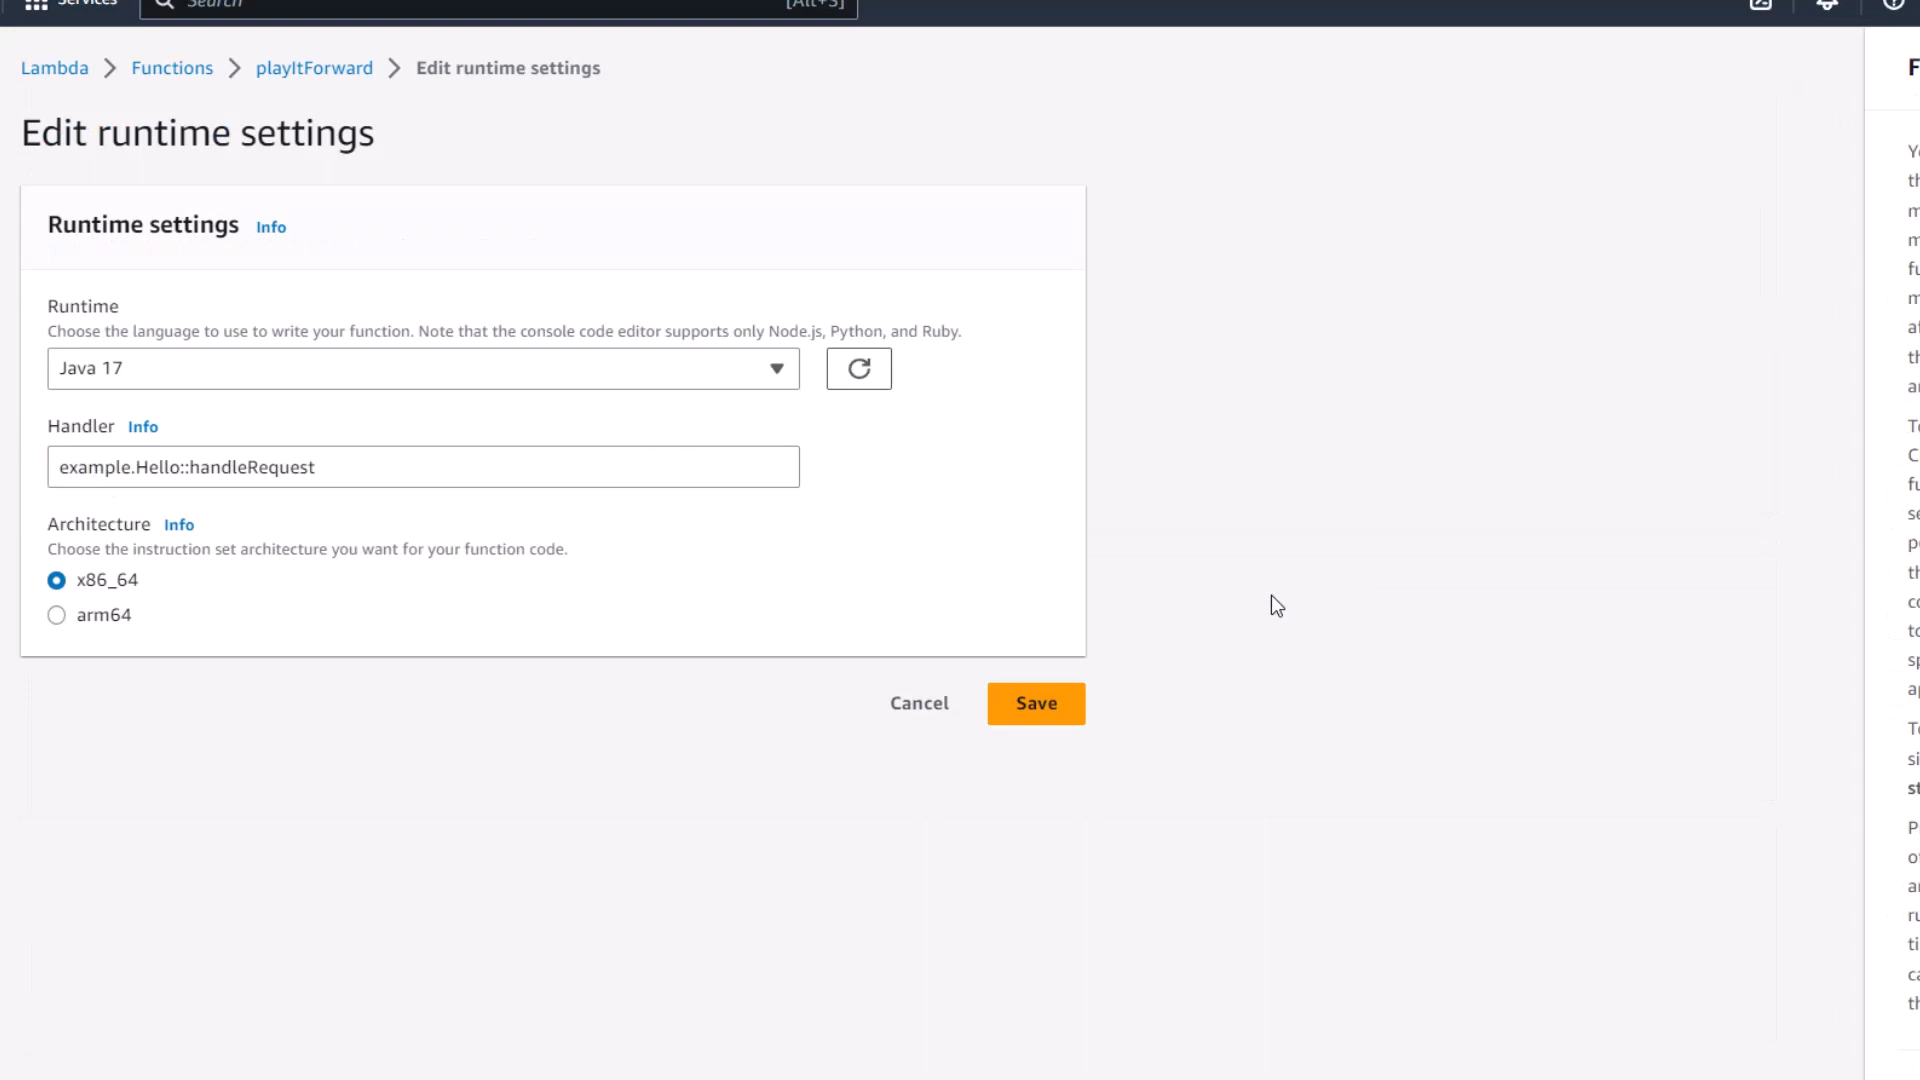 Services
Search
[Alt+S]
Lambda
Functions
playItForward
Edit runtime settings
Edit runtime settings
Runtime settings Info
Runtime
Choose the language to use to write your function. Note that the console code editor supports only Node.js, Python, and Ruby.
Java 17
Handler Info
example.Hello::handleRequest
Architecture Info
Choose the instruction set architecture you want for your function code.
x86_64
arm64
Cancel
Save